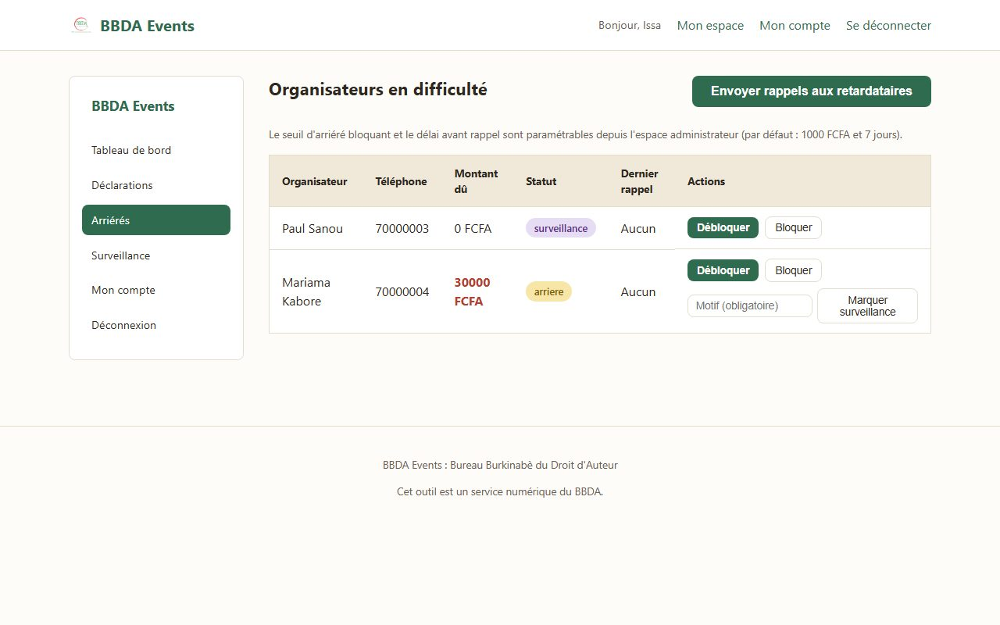 BBDA Events
Bonjour, Issa
Mon espace
Mon compte
Se déconnecter
BBDA Events
Tableau de bord
Déclarations
Arriérés
Surveillance
Mon compte
Déconnexion
Organisateurs en difficulté
Envoyer rappels aux retardataires
Le seuil d'arriéré bloquant et le délai avant rappel sont paramétrables depuis l'espace administrateur (par défaut : 1000 FCFA et 7 jours).
Organisateur
Téléphone
Montant
dû
Statut
Dernier
rappel
Actions
Paul Sanou
70000003
0 FCFA
surveillance
Aucun
Débloquer
Bloquer
Mariama
Kabore
70000004
30000
FCFA
arriere
Aucun
Débloquer
Bloquer
Motif (obligatoire)
Marquer
surveillance
BBDA Events : Bureau Burkinabè du Droit d'Auteur
Cet outil est un service numérique du BBDA.